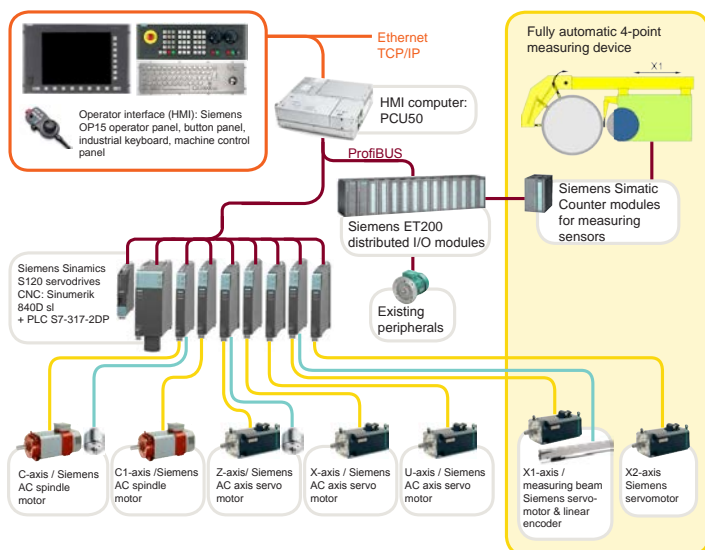 Ethernet
TCP/IP
Fully automatic 4-point
measuring device
X1
Operator interface (HMI): Siemens
OP15 operator panel, button panel,
industrial keyboard, machine control
panel
HMI computer:
PCU50
ProfiBUS
Siemens ET200
distributed I/O modules
Siemens Simatic
Counter modules
for measuring
sensors
Siemens Sinamics
S120 servodrives
CNC: Sinumerik
840D sl
+ PLC S7-317-2DP
Existing
peripherals
C-axis / Siemens
AC spindle
motor
C1-axis /Siemens
AC spindle
motor
Z-axis/ Siemens
AC axis servo
motor
X-axis / Siemens
AC axis servo
motor
U-axis / Siemens
AC axis servo
motor
X1-axis /
measuring beam
Siemens servo-
motor & linear
encoder
X2-axis
Siemens
servomotor